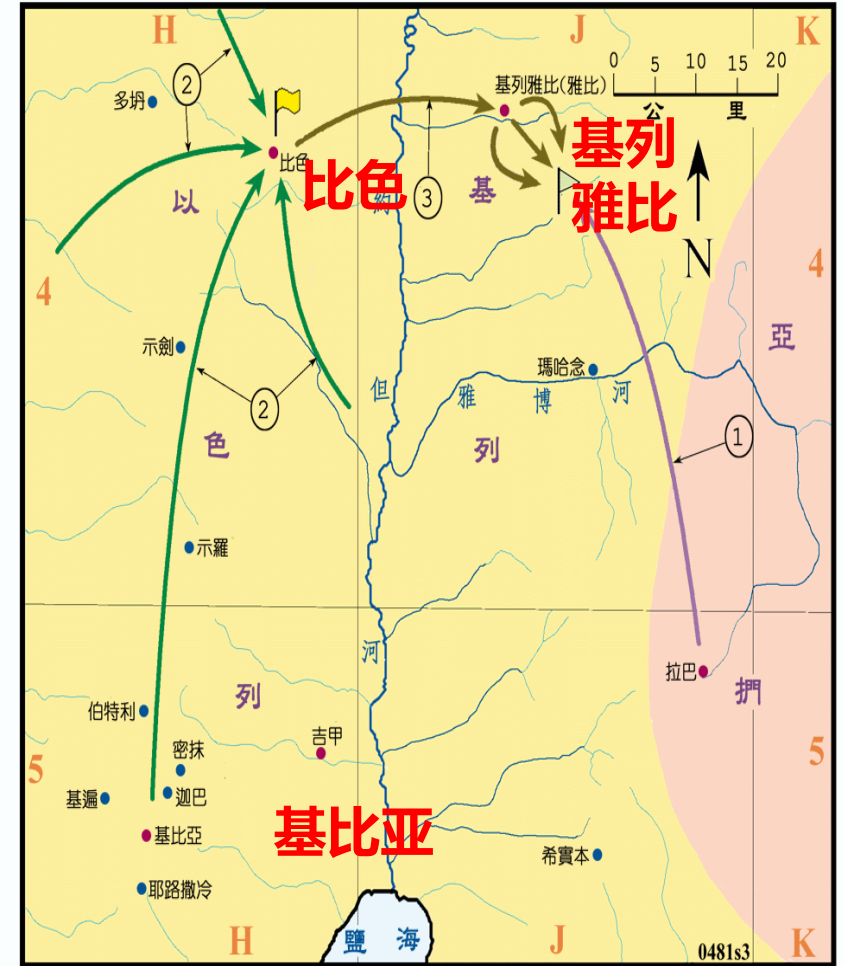 H
J
K
0 5 10 15 20
公 里
②
多坍
基列雅比(雅比)
比色
比色
基列
雅比
③
以
約
基
N
4
4
示劍
亞
瑪哈念
②
但
雅 博 河
色
列
①
示羅
河
拉巴
列
捫
伯特利
吉甲
密抹
5
5
基遍
迦巴
基比亞
基比亚
希實本
耶路撒冷
H
鹽 海
J
0481s3
K